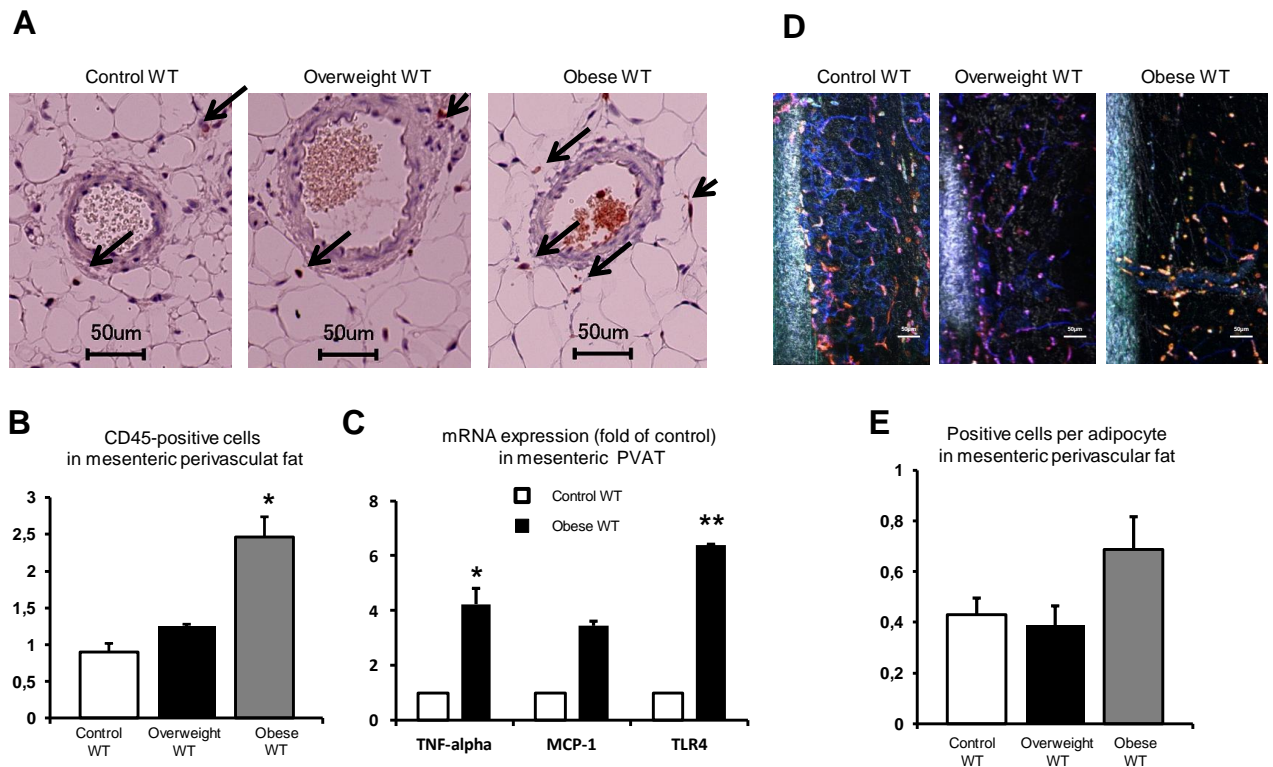 A
Control WT
Overweight WT
Obese WT
50um
50um
50um
D
Control WT
Overweight WT
Obese WT
50µm
50µm
50µm
B
CD45-positive cells
in mesenteric perivasculat fat
3
2,5
2
1,5
1
0,5
0
*
Control
WT
Overweight
WT
Obese
WT
C
mRNA expression (fold of control)
in mesenteric PVAT
Control WT
Obese WT
8
6
4
2
0
*
**
TNF-alpha
MCP-1
TLR4
E
Positive cells per adipocyte
in mesenteric perivascular fat
1
0,8
0,6
0,4
0,2
0
Control
WT
Overweight
WT
Obese
WT